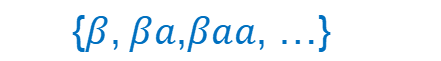 {𝛽, 𝛽𝑎,𝛽𝑎𝑎, …}